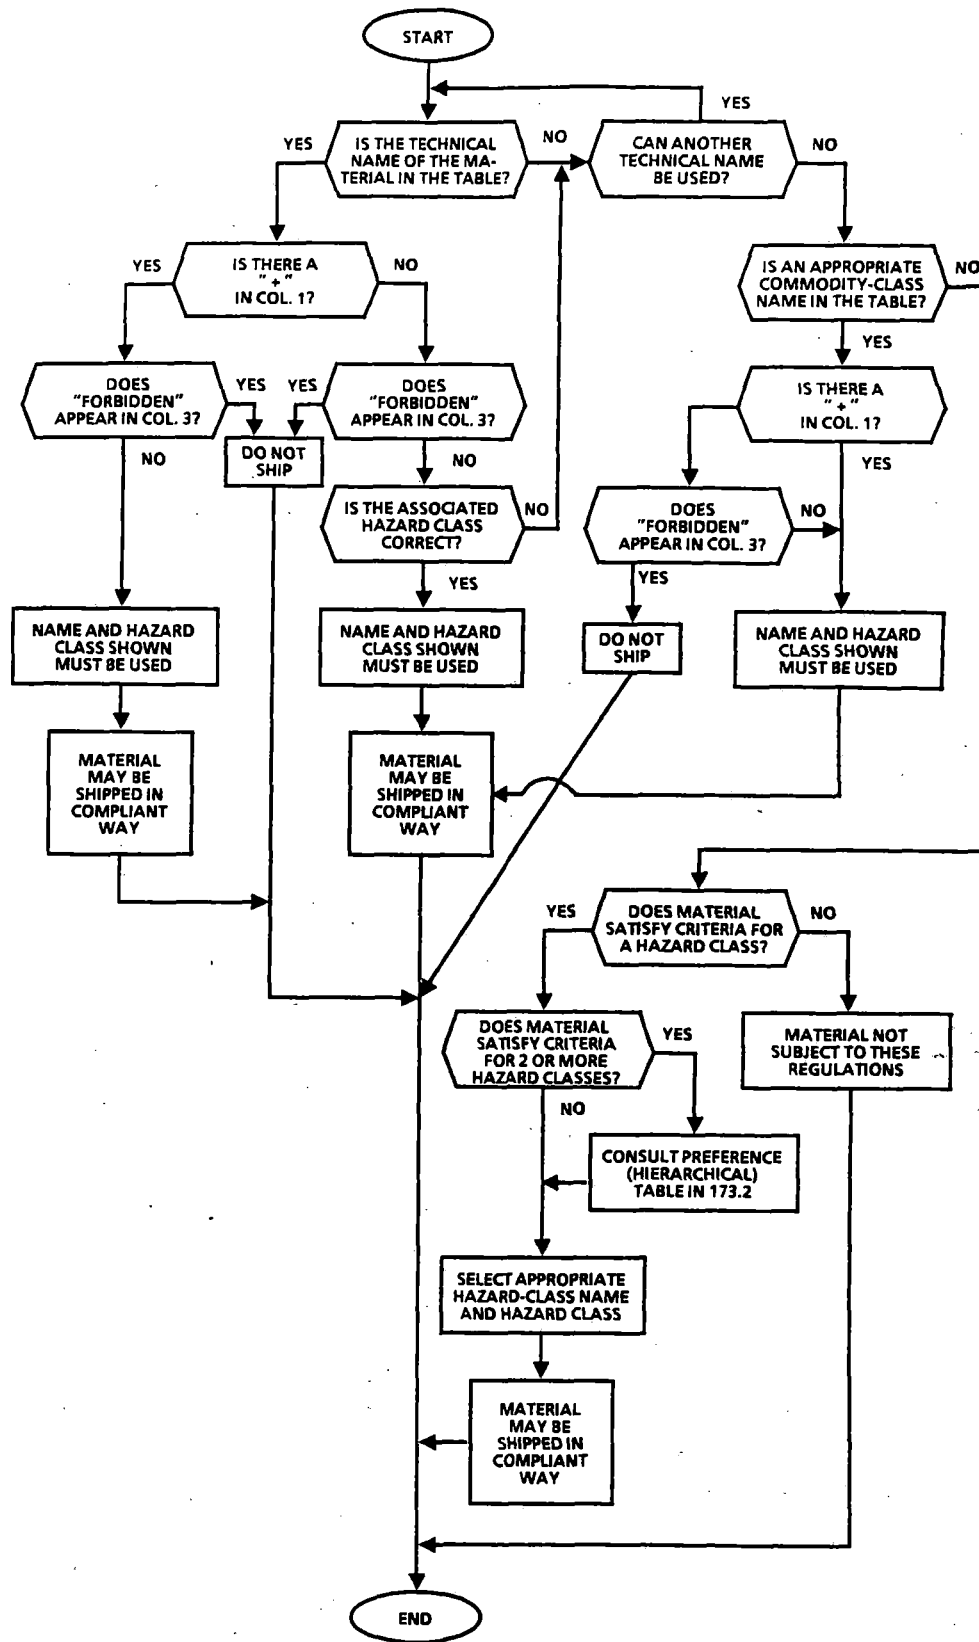 START
YES
IS THE TECHNICAL
NAME OF THE MA-
TERIAL IN THE TABLE?
NO
CAN ANOTHER
TECHNICAL NAME
BE USED?
YES
NO
YES
IS THERE A
"+"
IN COL. 1?
NO
IS AN APPROPRIATE
COMMODITY-CLASS
NAME IN THE TABLE?
NO
YES
DOES
"FORBIDDEN"
APPEAR IN COL. 3?
YES
NO
DO NOT
SHIP
YES
DOES
"FORBIDDEN"
APPEAR IN COL. 3?
NO
IS THERE A
"+"
IN COL. 1?
YES
IS THE ASSOCIATED
HAZARD CLASS
CORRECT?
NO
YES
DOES
"FORBIDDEN"
APPEAR IN COL. 3?
NO
YES
NAME AND HAZARD
CLASS SHOWN
MUST BE USED
NAME AND HAZARD
CLASS SHOWN
MUST BE USED
DO NOT
SHIP
NAME AND HAZARD
CLASS SHOWN
MUST BE USED
MATERIAL
MAY BE
SHIPPED IN
COMPLIANT
WAY
MATERIAL
MAY BE
SHIPPED IN
COMPLIANT
WAY
YES
DOES MATERIAL
SATISFY CRITERIA FOR
A HAZARD CLASS?
NO
DOES MATERIAL
SATISFY CRITERIA
FOR 2 OR MORE
HAZARD CLASSES?
YES
NO
MATERIAL NOT
SUBJECT TO THESE
REGULATIONS
CONSULT PREFERENCE
(HIERARCHICAL)
TABLE IN 173.2
SELECT APPROPRIATE
HAZARD-CLASS NAME
AND HAZARD CLASS
MATERIAL
MAY BE
SHIPPED IN
COMPLIANT
WAY
END